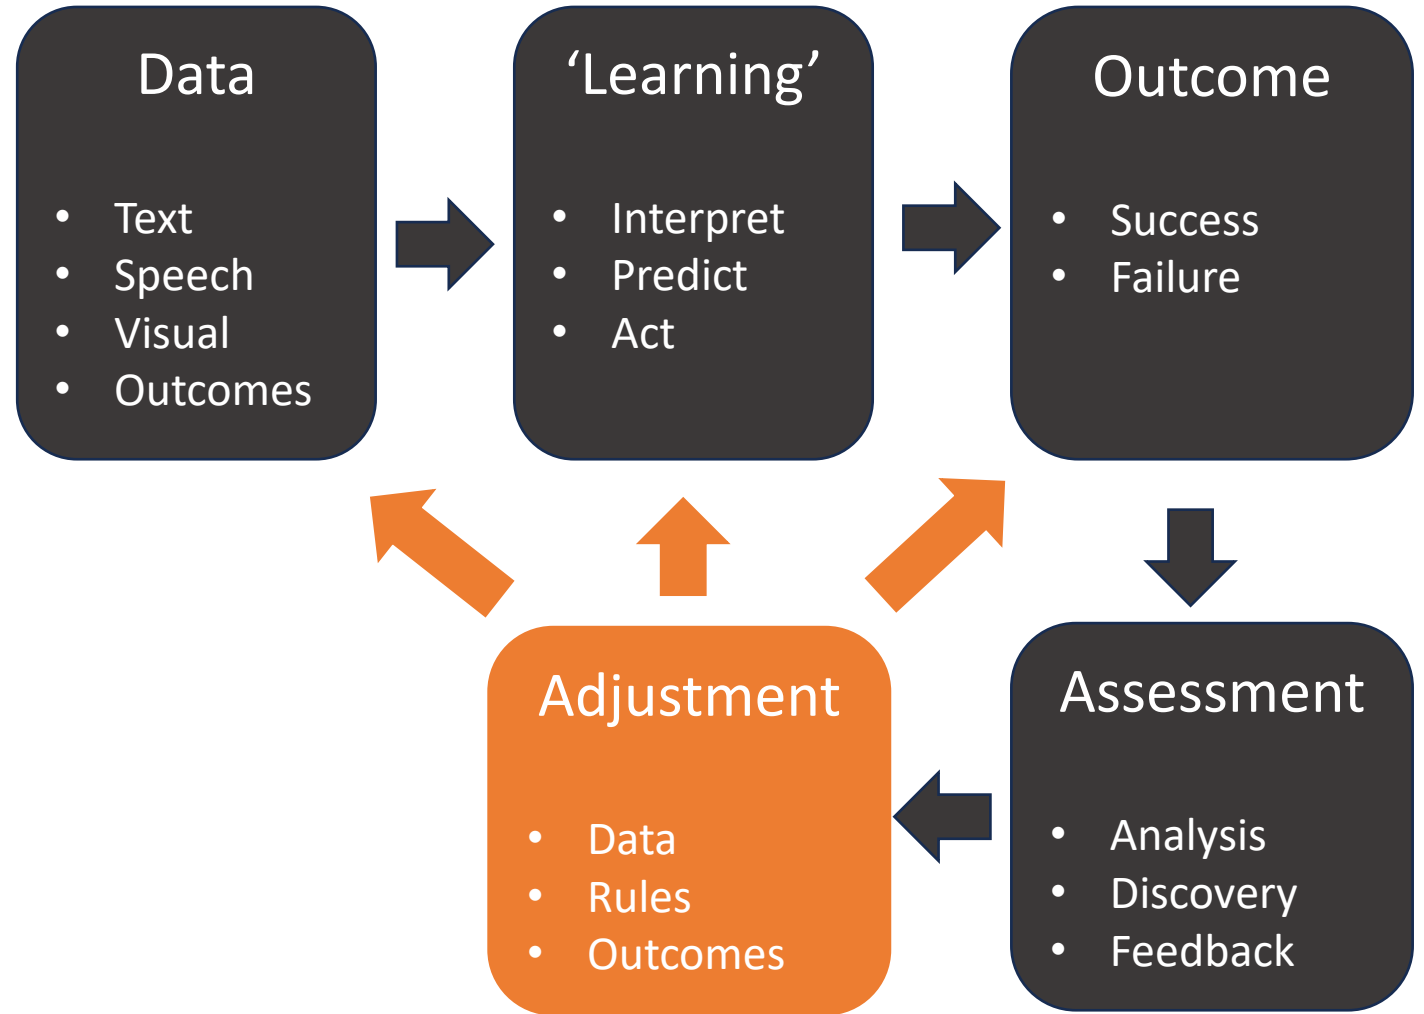 Data
• Text
• Speech
• Visual
• Outcomes
‘Learning’
• Interpret
• Predict
• Act
Outcome
• Success
• Failure
Adjustment
• Data
• Rules
• Outcomes
Assessment
• Analysis
• Discovery
• Feedback